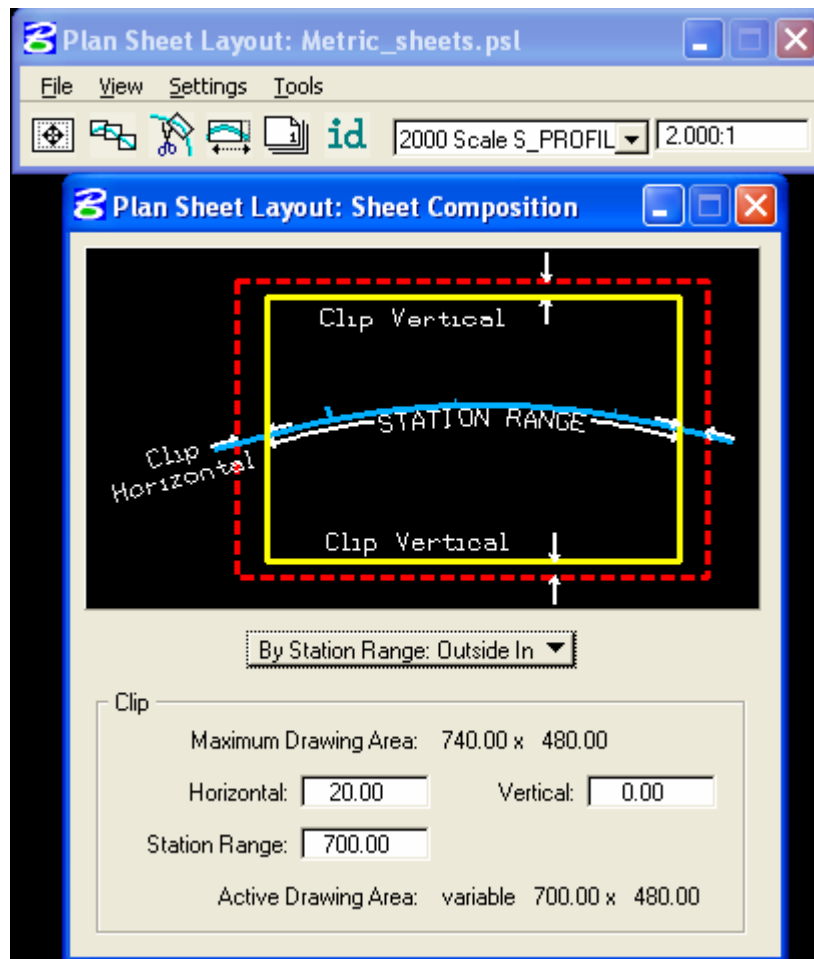 Plan Sheet Layout: Metric_sheets.psl
File View Settings Tools
1 id 2000 Scale S_PROFIL 2.000:1
Plan Sheet Layout: Sheet Composition
Clip Vertical
STATION RANGE
Clip
Horizontal
Clip Vertical
By Station Range: Outside In
Clip
Maximum Drawing Area: 740.00 x 480.00
Horizontal: 20.00 Vertical: 0.00
Station Range: 700.00
Active Drawing Area: variable 700.00 x 480.00